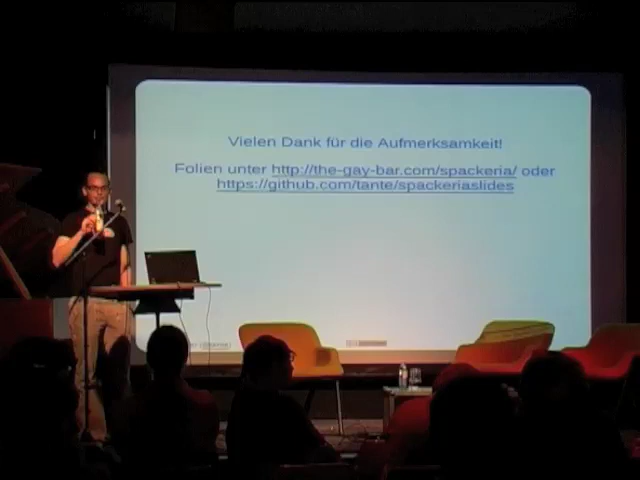 Vielen Dank für die Aufmerksamkeit!
Folien unter http://the-gay-bar.com/spackeria/ oder
https://github.com/tante/spackeriaslides